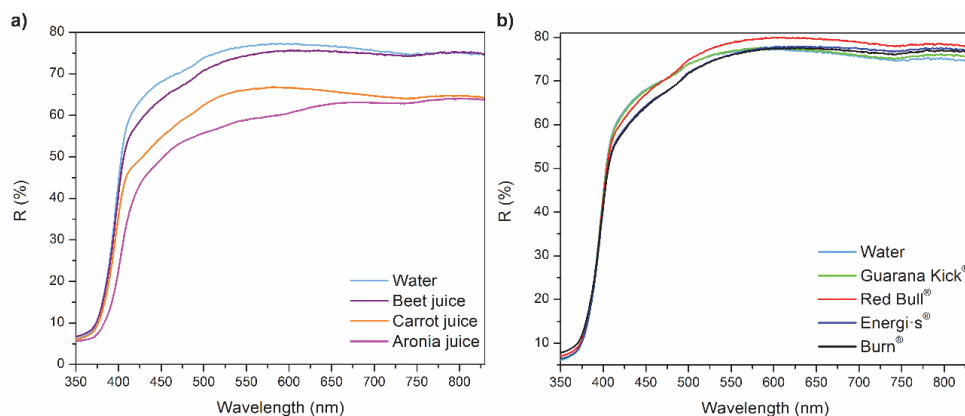 a)
80
70
60
50
40
30
20
10
0
R (%)
350 400 450 500 550 600 650 700 750 800
Wavelength (nm)
Water
Beet juice
Carrot juice
Aronia juice
b)
80
70
60
50
40
30
20
10
R (%)
350 400 450 500 550 600 650 700 750 800
Wavelength (nm)
Water
Guarana Kick®
Red Bull®
Energi·s®
Burn®